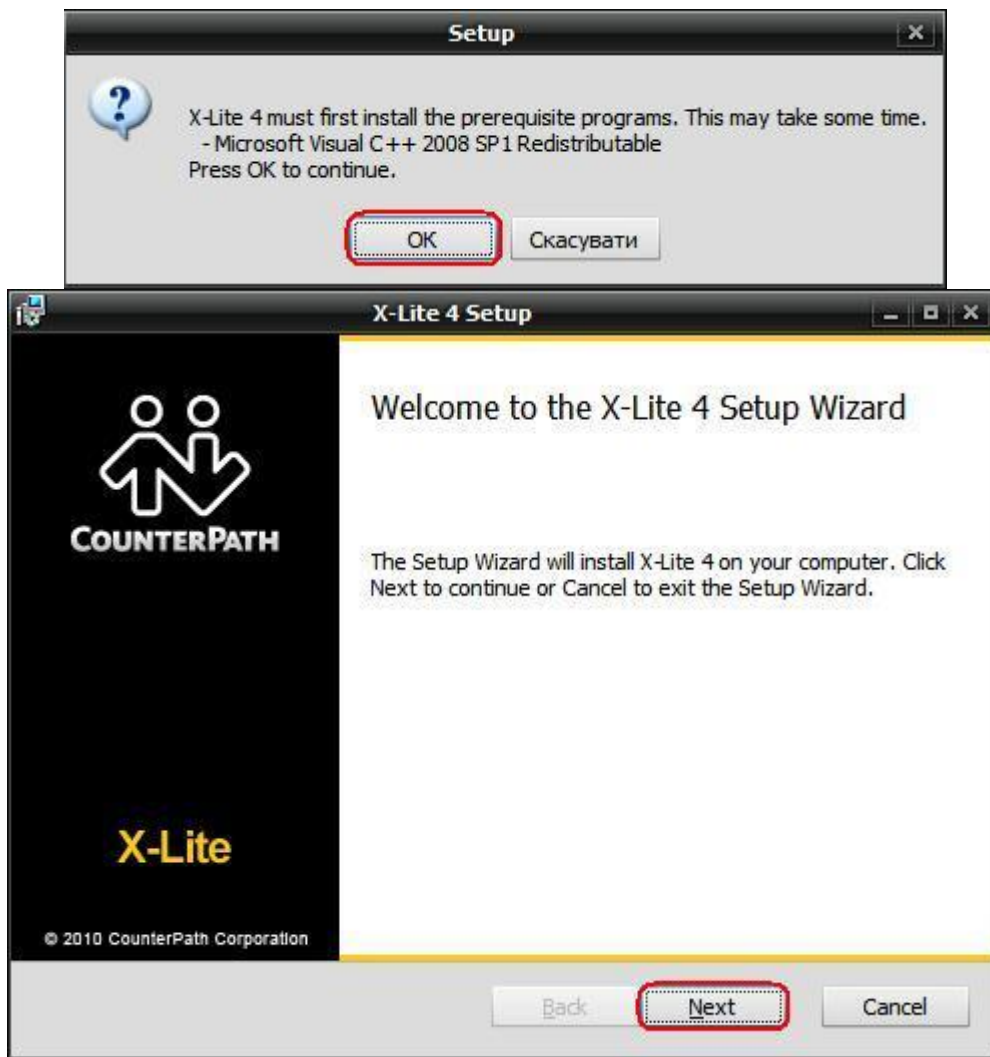 Setup
X-Lite 4 must first install the prerequisite programs. This may take some time.
- Microsoft Visual C++ 2008 SP1 Redistributable
Press OK to continue.
OK Скасувати
X-Lite 4 Setup
Welcome to the X-Lite 4 Setup Wizard
COUNTERPATH
The Setup Wizard will install X-Lite 4 on your computer. Click
Next to continue or Cancel to exit the Setup Wizard.
X-Lite
© 2010 CounterPath Corporation
Back Next Cancel